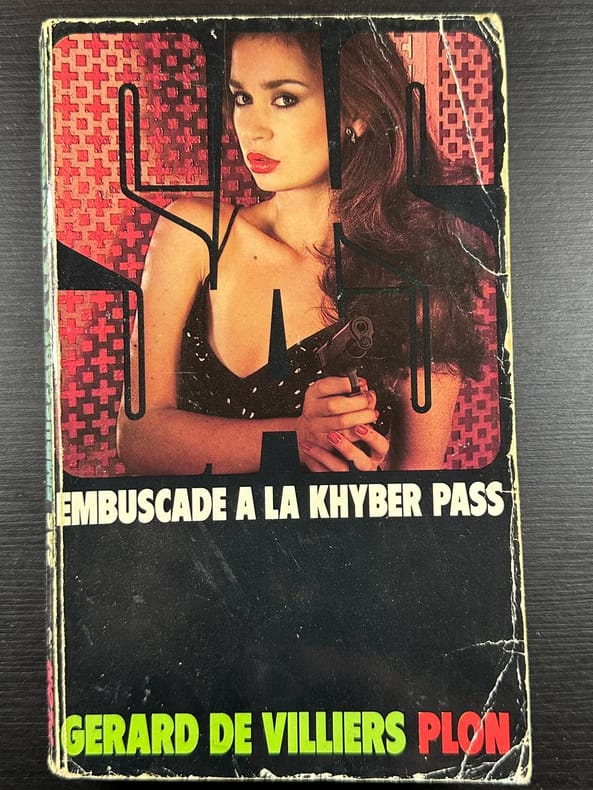 SAS
EMBUSCADE A LA KHYBER PASS
GERARD DE VILLIERS PLON